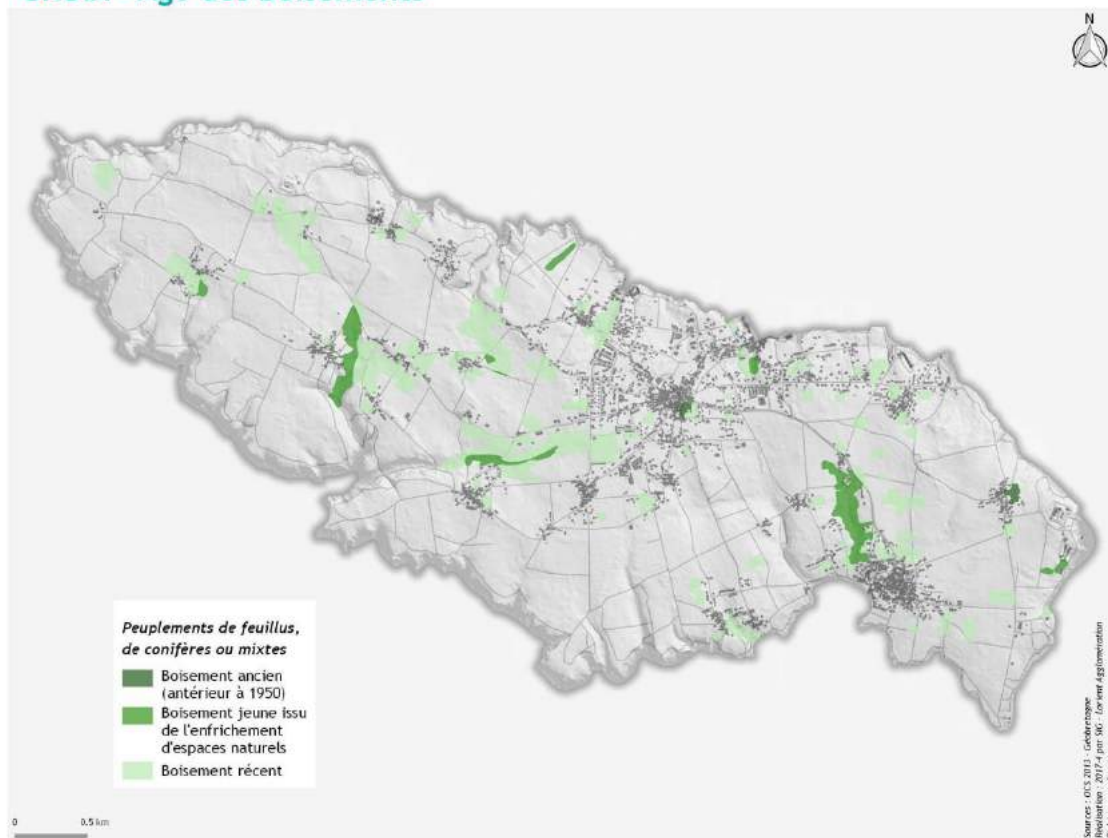 N
Peuplements de feuillus,
de conifères ou mixtes
Boisement ancien
(antérieur à 1950)
Boisement jeune issu
de l'enfrichement
d'espaces naturels
Boisement récent
0 0.5 km
Sources : OCS 2013 - Géobretagne
Réalisation : 2017-4 par SIG - Lorient Agglomération